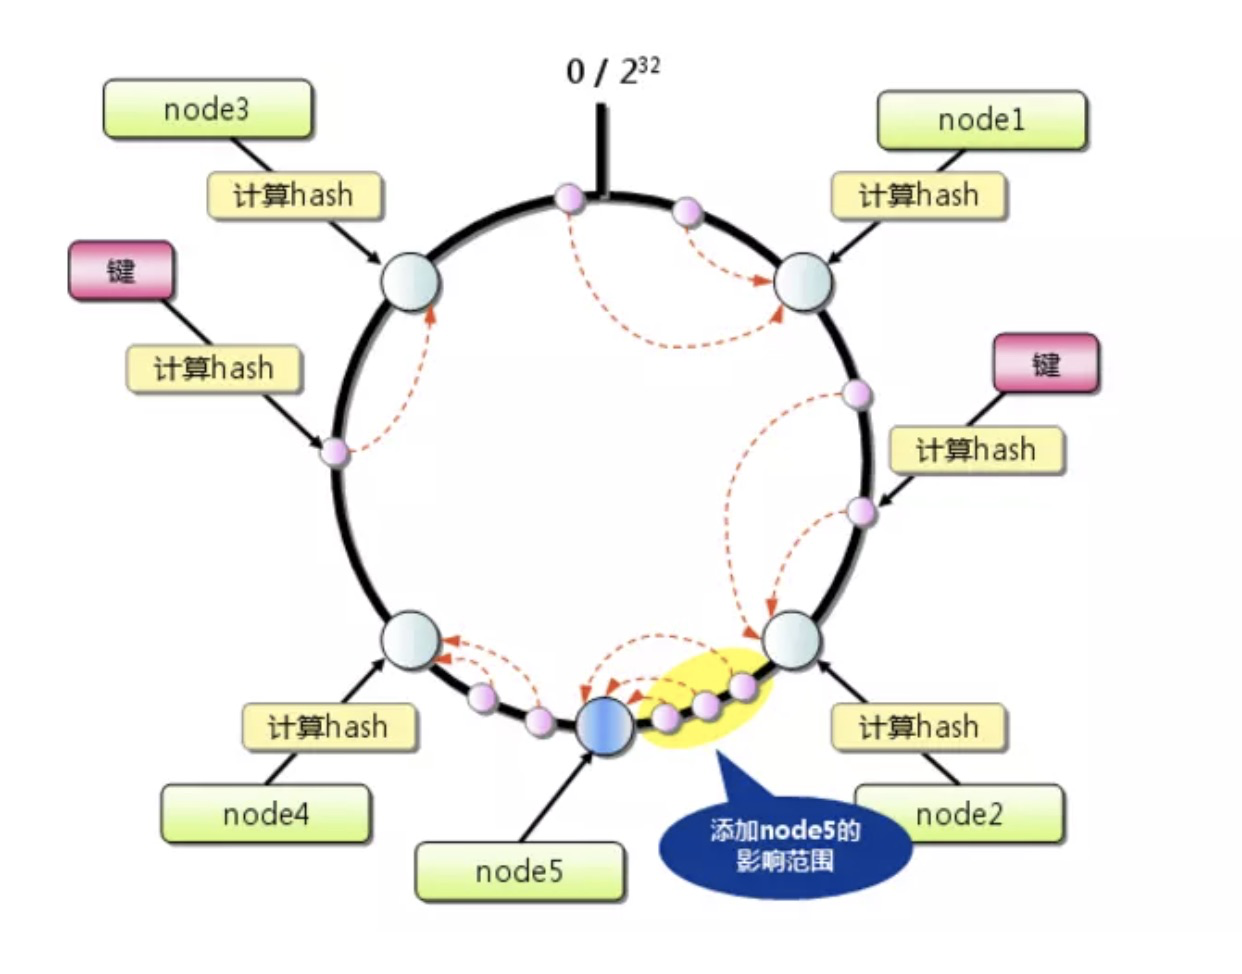 0 / 2³²
node3
node1
计算hash
计算hash
键
键
计算hash
计算hash
计算hash
计算hash
node4
node2
添加node5的
影响范围
node5